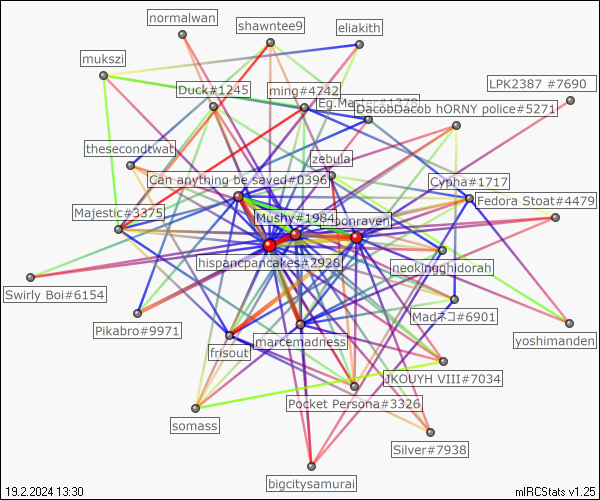 normalwan
shawntee9
eliakith
mukszi
LPK2387 #7690
Duck#1245
ming#4742
Eg.Master#1378
DacobDacob hORNY police#5271
thesecondtwat
zebula
Can anything be saved#0396
Cypha#1717
Fedora Stoat#4479
Majestic#3375
Mushy#1984
ponraven
hispancpancakes#2928
neokingghidorah
Swirly Boi#6154
Pikabro#9971
Madネコ#6901
marcemadness
yoshimanden
frisout
JKOUYH VIII#7034
Pocket Persona#3326
somass
Silver#7938
bigcitysamurai
19.2.2024 13:30
mIRCStats v1.25